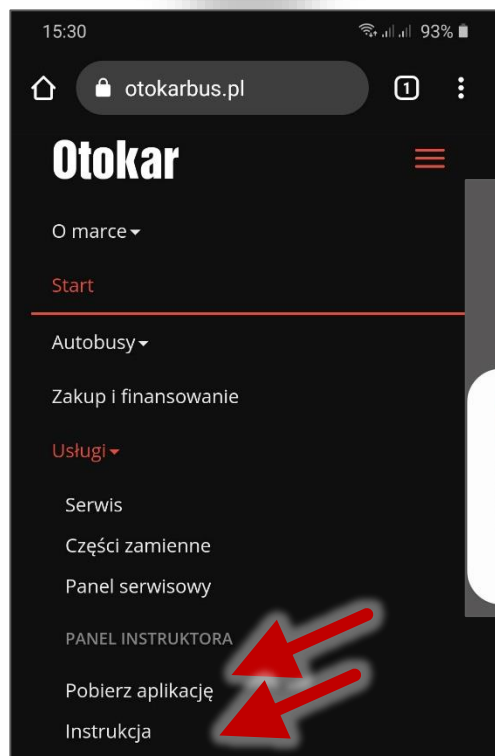 15:30 93%
otokarbus.pl 1
Otokar
O marce
Start
Autobusy
Zakup i finansowanie
Usługi
Serwis
Części zamienne
Panel serwisowy
PANEL INSTRUKTORA
Pobierz aplikację
Instrukcja